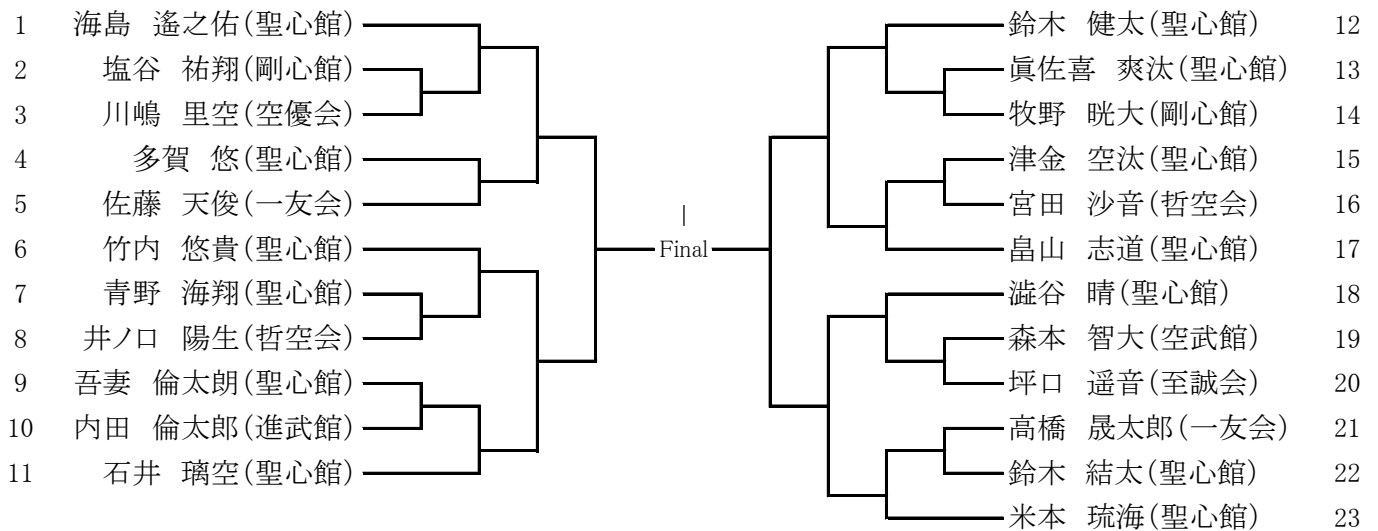 1 海島 遙之佑(聖心館)
2 塩谷 祐翔(剛心館)
3 川嶋 里空(空優会)
4 多賀 悠(聖心館)
5 佐藤 天俊(一友会)
6 竹内 悠貴(聖心館)
7 青野 海翔(聖心館)
8 井ノ口 陽生(哲空会)
9 吾妻 倫太朗(聖心館)
10 内田 倫太郎(進武館)
11 石井 璃空(聖心館)
Final
鈴木 健太(聖心館) 12
眞佐喜 爽汰(聖心館) 13
牧野 晄大(剛心館) 14
津金 空汰(聖心館) 15
宮田 沙音(哲空会) 16
畠山 志道(聖心館) 17
澁谷 晴(聖心館) 18
森本 智大(空武館) 19
坪口 遥音(至誠会) 20
高橋 晟太郎(一友会) 21
鈴木 結太(聖心館) 22
米本 琉海(聖心館) 23